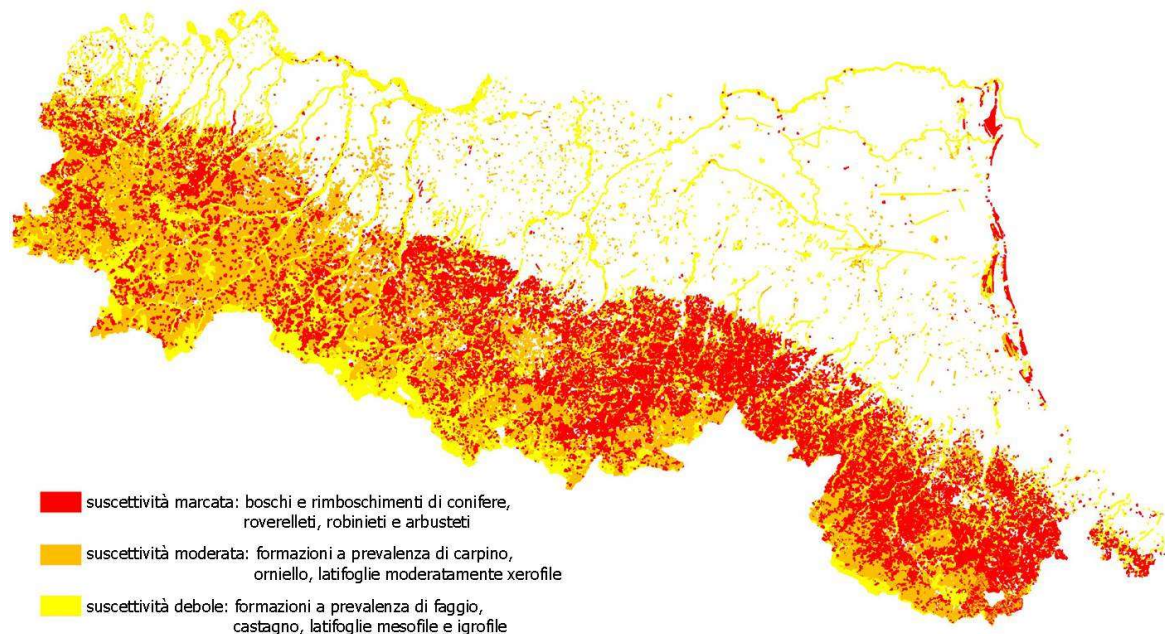 suscettività marcata: boschi e rimboschimenti di conifere,
roverelleti, robinieti e arbusteti
suscettività moderata: formazioni a prevalenza di carpino,
orniello, latifoglie moderatamente xerofile
suscettività debole: formazioni a prevalenza di faggio,
castagno, latifoglie mesofile e igrofile